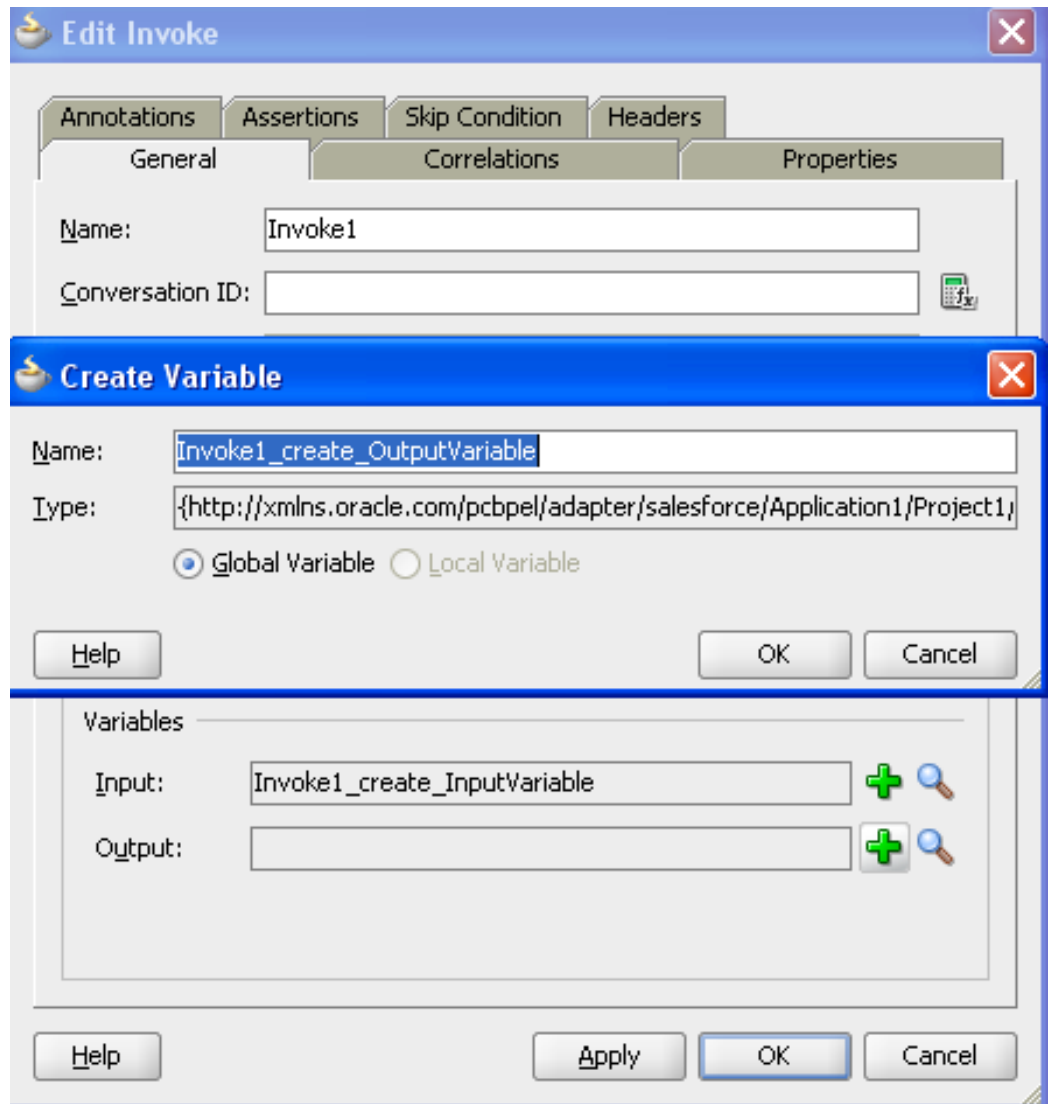 Edit Invoke
Annotations Assertions Skip Condition Headers
General Correlations Properties
Name: Invoke1
Conversation ID:
Create Variable
Name: Invoke1_create_OutputVariable
Type: {http://xmlns.oracle.com/pcbpel/adapter/salesforce/Application1/Project1/
Global Variable Local Variable
Help OK Cancel
Variables
Input: Invoke1_create_InputVariable
Output:
Help Apply OK Cancel